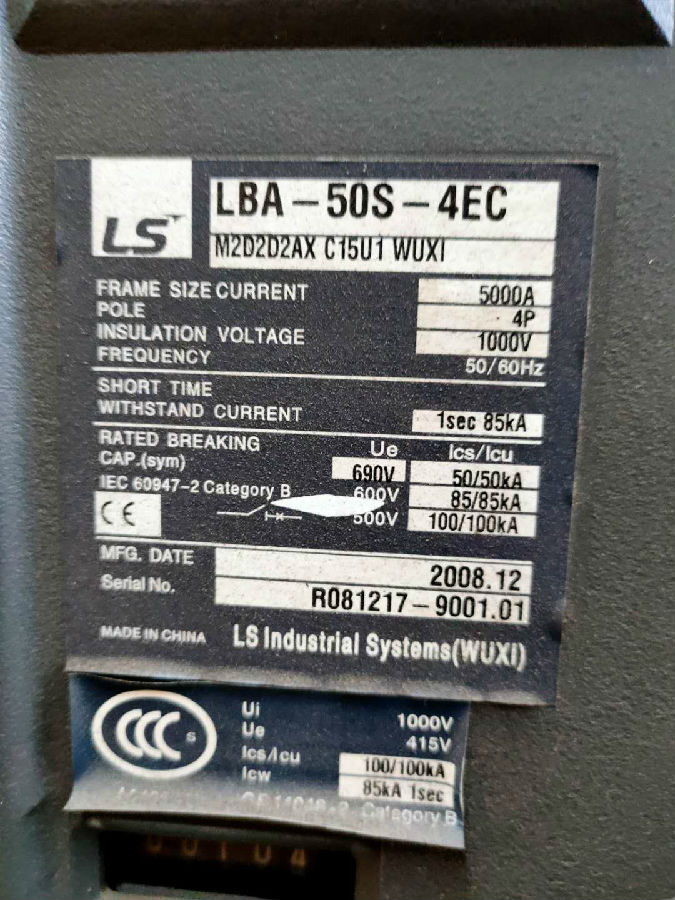 LS
LBA-50S-4EC
M2D2D2AX C15U1 WUXI
FRAME SIZE CURRENT 5000A
POLE 4P
INSULATION VOLTAGE 1000V
FREQUENCY 50/60Hz
SHORT TIME
WITHSTAND CURRENT 1sec 85kA
RATED BREAKING Ue Ics/Icu
CAP.(sym) 690V 50/50kA
IEC 60947-2 Category B 600V 85/85kA
CE 500V 100/100kA
MFG. DATE 2008.12
Serial No. R081217-9001.01
MADE IN CHINA LS Industrial Systems(WUXI)
CCC S
Ui 1000V
Ue 415V
Ics/Icu 100/100kA
Icw 85kA 1sec
Category B
00104